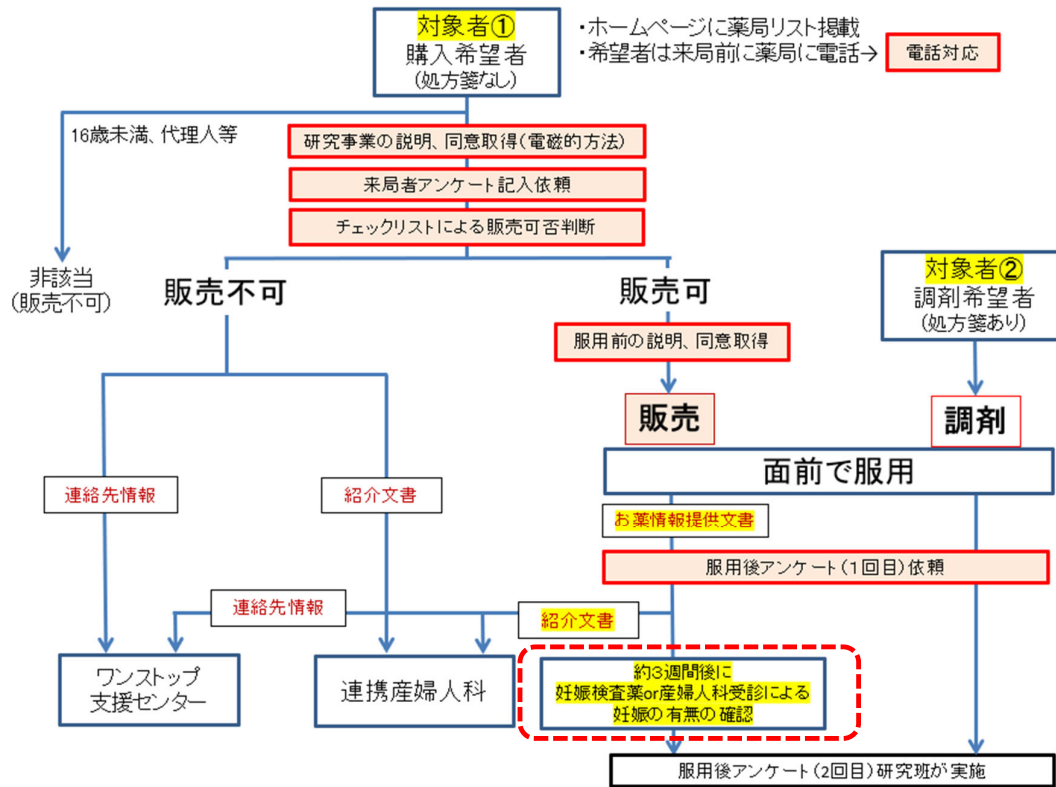 対象者①
購入希望者
(処方箋なし)
・ホームページに薬局リスト掲載
・希望者は来局前に薬局に電話→
電話対応
16歳未満、代理人等
研究事業の説明、同意取得(電磁的方法)
来局者アンケート記入依頼
チェックリストによる販売可否判断
非該当
(販売不可)
販売不可
販売可
対象者②
調剤希望者
(処方箋あり)
服用前の説明、同意取得
販売
調剤
面前で服用
連絡先情報
紹介文書
お薬情報提供文書
服用後アンケート(1回目)依頼
連絡先情報
紹介文書
ワンストップ
支援センター
連携産婦人科
約3週間後に
妊娠検査薬or産婦人科受診による
妊娠の有無の確認
服用後アンケート(2回目)研究班が実施